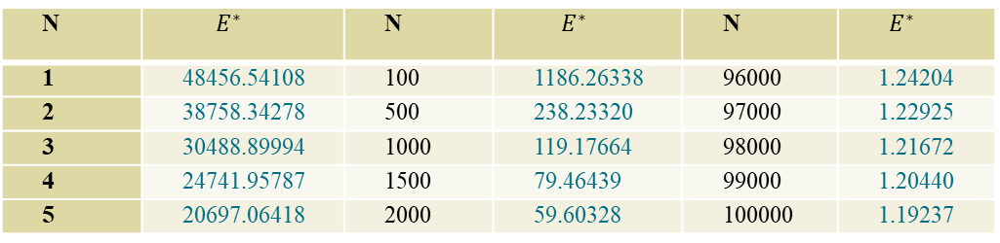 N E* N E* N E*
1 48456.54108 100 1186.26338 96000 1.24204
2 38758.34278 500 238.23320 97000 1.22925
3 30488.89994 1000 119.17664 98000 1.21672
4 24741.95787 1500 79.46439 99000 1.20440
5 20697.06418 2000 59.60328 100000 1.19237